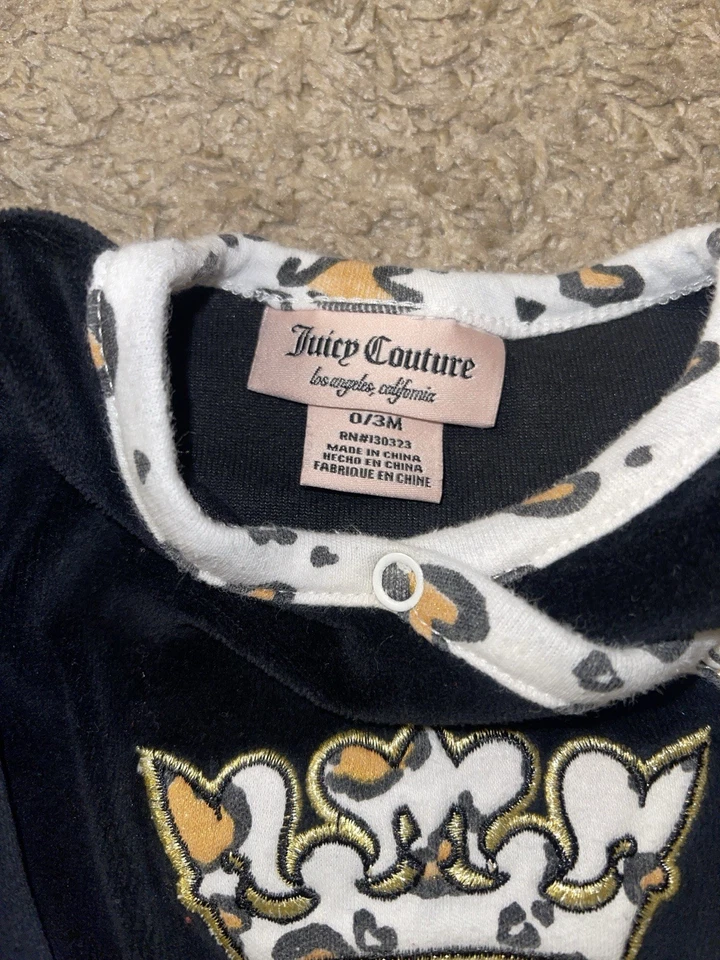 Juicy Couture
los angeles, california
0/3M
RN#130323
MADE IN CHINA
HECHO EN CHINA
FABRIQUE EN CHINE